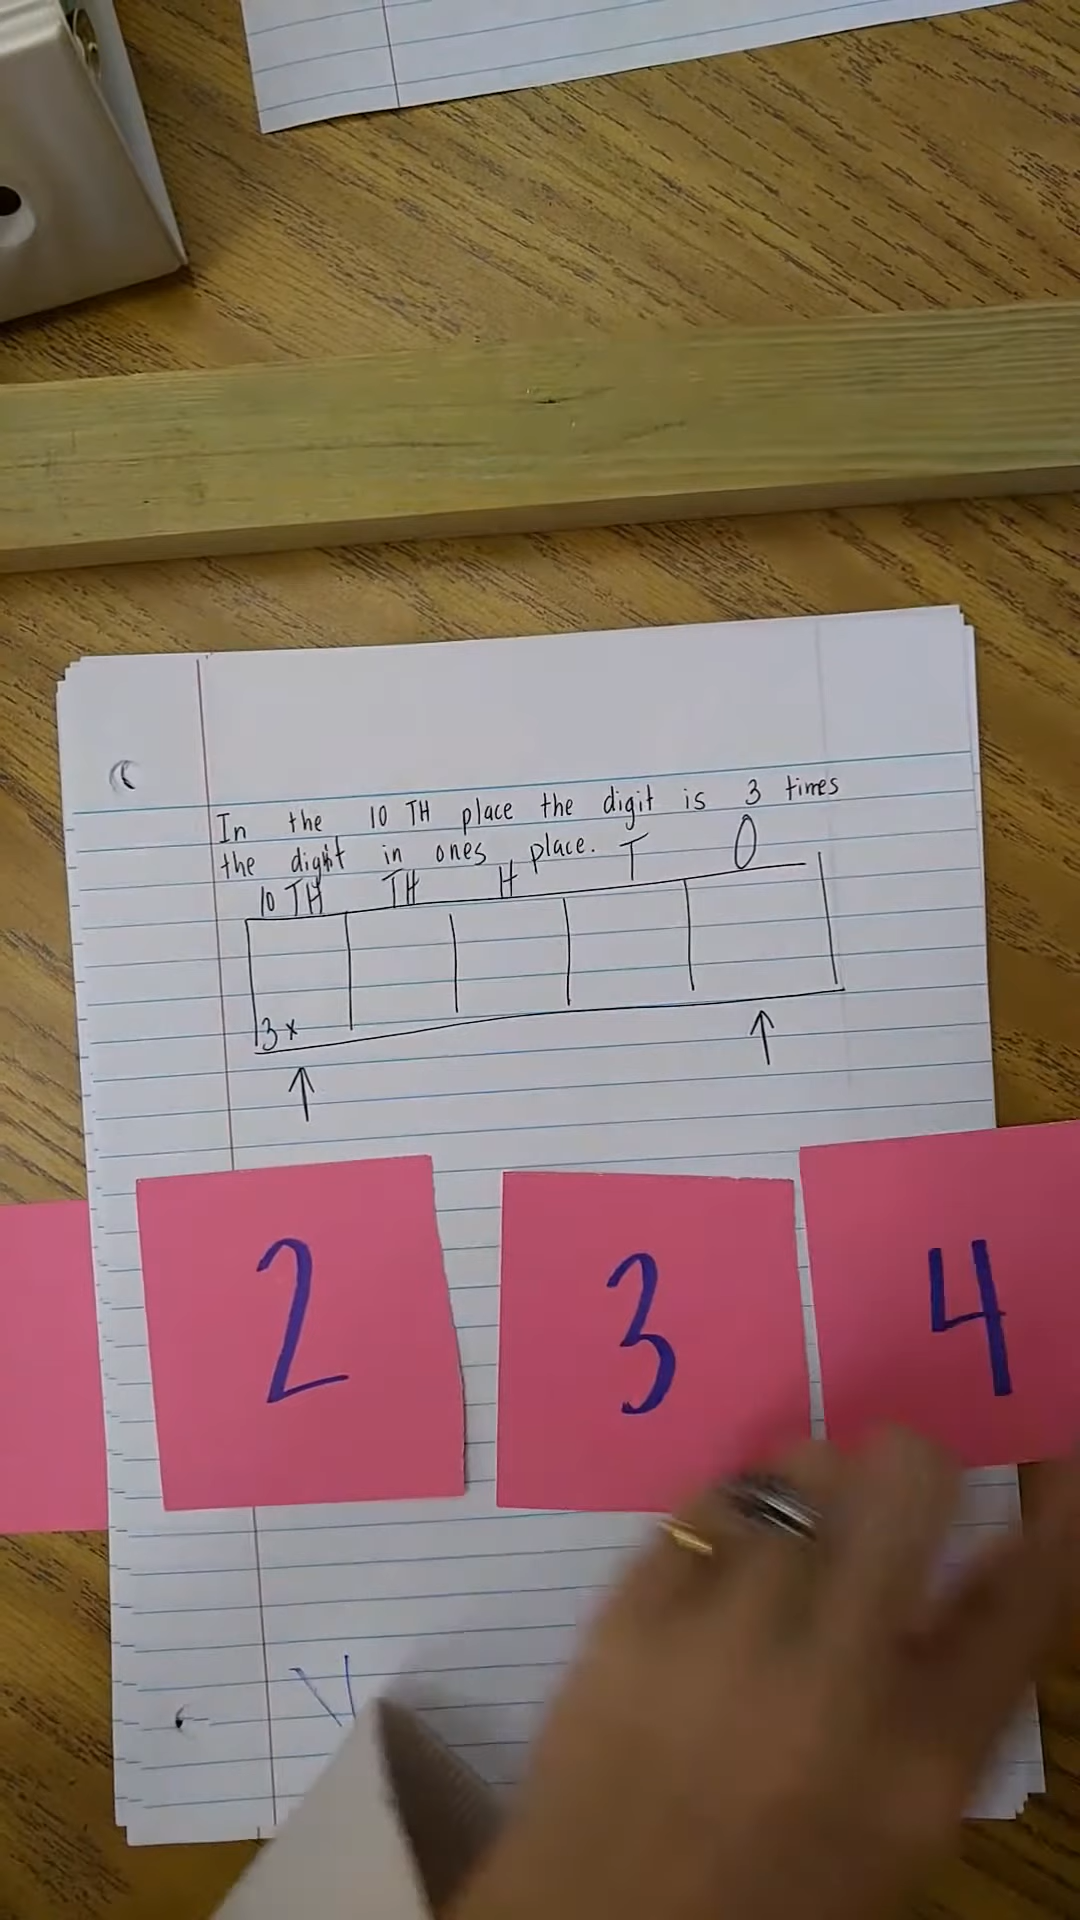 In the 10 TH place the digit is 3 times
the digit in ones place.
10 TH TH H T O
3x
2 3 4